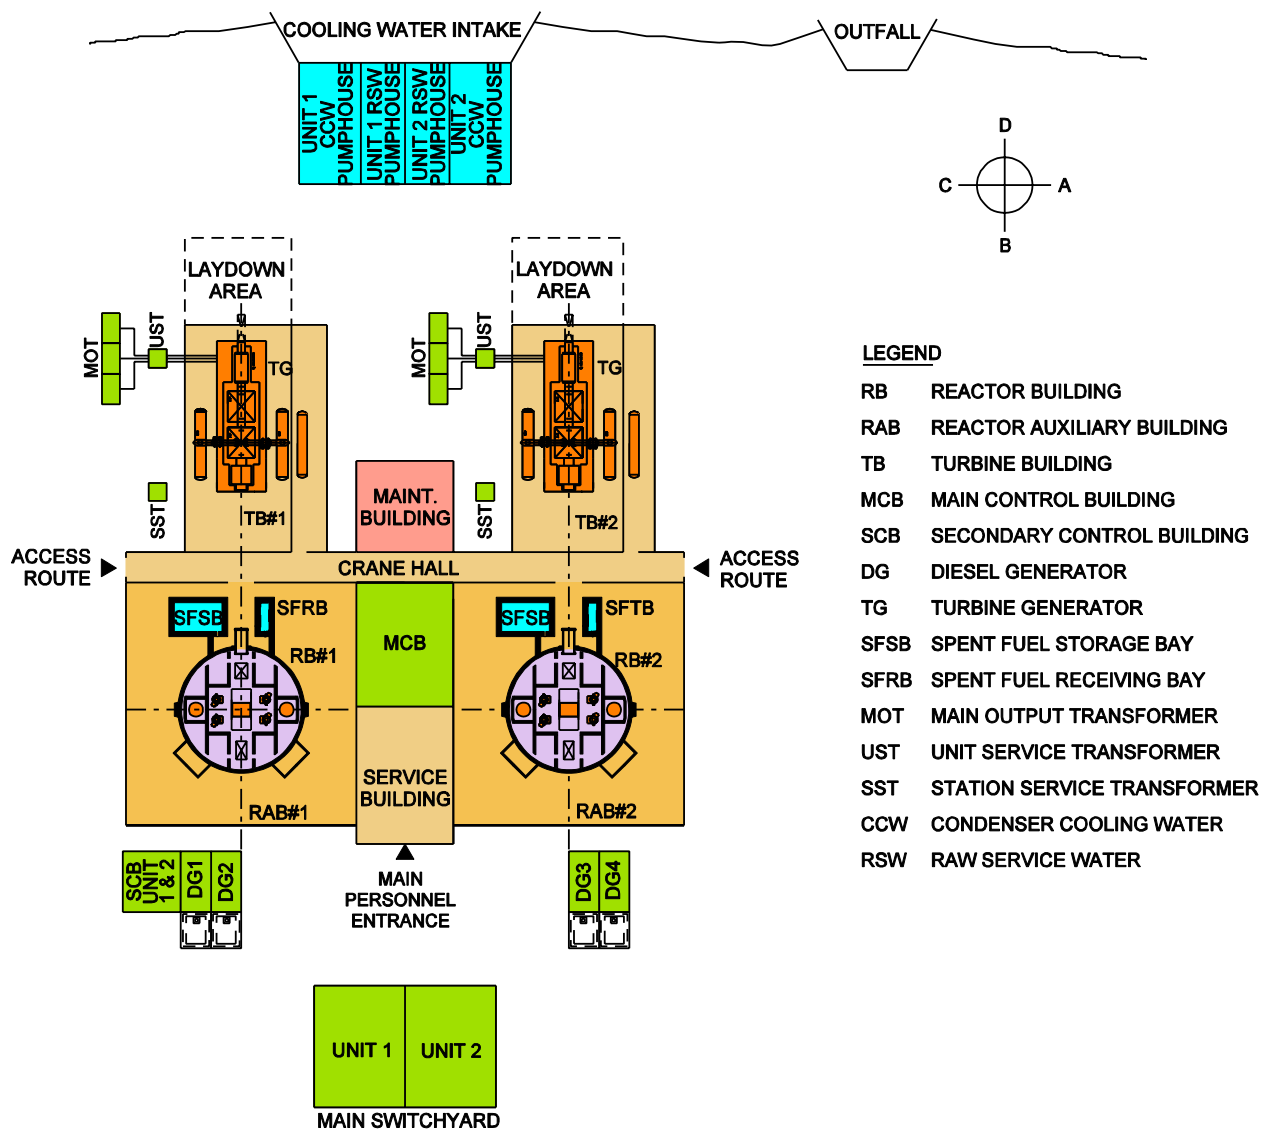 COOLING WATER INTAKE
OUTFALL
UNIT 1
CCW
PUMPHOUSE
UNIT 1 RSW
PUMPHOUSE
UNIT 2 RSW
PUMPHOUSE
UNIT 2
CCW
PUMPHOUSE
D
C
A
B
LAYDOWN
AREA
LAYDOWN
AREA
MOT
UST
TG
MOT
UST
TG
SST
TB#1
MAINT.
BUILDING
SST
TB#2
ACCESS
ROUTE
CRANE HALL
ACCESS
ROUTE
SFSB
SFRB
RB#1
MCB
SFSB
SFTB
RB#2
SERVICE
BUILDING
RAB#1
RAB#2
SCB
UNIT
1 & 2
DG1
DG2
MAIN
PERSONNEL
ENTRANCE
DG3
DG4
UNIT 1
UNIT 2
MAIN SWITCHYARD
LEGEND
RB REACTOR BUILDING
RAB REACTOR AUXILIARY BUILDING
TB TURBINE BUILDING
MCB MAIN CONTROL BUILDING
SCB SECONDARY CONTROL BUILDING
DG DIESEL GENERATOR
TG TURBINE GENERATOR
SFSB SPENT FUEL STORAGE BAY
SFRB SPENT FUEL RECEIVING BAY
MOT MAIN OUTPUT TRANSFORMER
UST UNIT SERVICE TRANSFORMER
SST STATION SERVICE TRANSFORMER
CCW CONDENSER COOLING WATER
RSW RAW SERVICE WATER